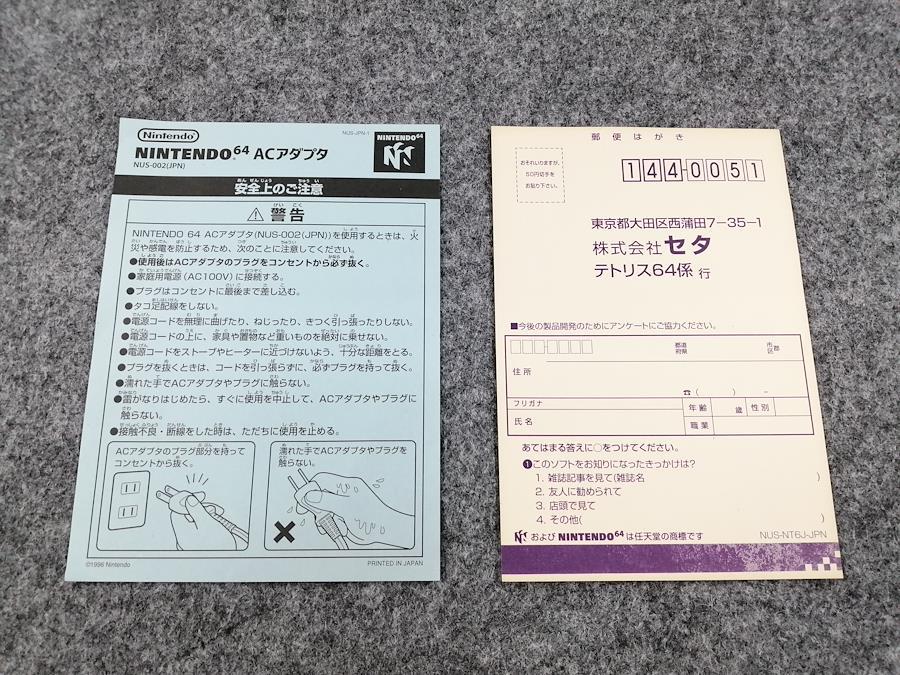 Nintendo
NUS-JPN-1
NINTENDO64 ACアダプタ
NUS-002(JPN)
NINTENDO64
あん ぜん じょう ちゅう い
安全上のご注意
けい こく
警告
NINTENDO 64 ACアダプタ(NUS-002(JPN))を使用するときは、火
災や感電を防止するため、次のことに注意してください。
●使用後はACアダプタのプラグをコンセントから必ず抜く。
●家庭用電源(AC100V)に接続する。
●プラグはコンセントに最後まで差し込む。
●タコ足配線をしない。
●電源コードを無理に曲げたり、ねじったり、きつく引っ張ったりしない。
●電源コードの上に、家具や置物など重いものを絶対に乗せない。
●電源コードをストーブやヒーターに近づけないよう、十分な距離をとる。
●プラグを抜くときは、コードを引っ張らずに、必ずプラグを持って抜く。
●濡れた手でACアダプタやプラグに触らない。
●雷がなりはじめたら、すぐに使用を中止して、ACアダプタやプラグに
触らない。
●接触不良・断線をした時は、ただちに使用を止める。
ACアダプタのプラグ部分を持って
コンセントから抜く。
濡れた手でACアダプタやプラグを
触らない。
©1996 Nintendo
PRINTED IN JAPAN
郵便はがき
おそれいりますが、
50円切手を
お貼り下さい。
144-0051
東京都大田区西蒲田7-35-1
株式会社セタ
テトリス64係 行
■今後の製品開発のためにアンケートにご協力ください。
都道
府県
市
区郡
住所
☎( ) -
フリガナ
氏名
年齢 歳 性別
職業
あてはまる答えに○をつけてください。
❶このソフトをお知りになったきっかけは?
1. 雑誌記事を見て(雑誌名 )
2. 友人に勧められて
3. 店頭で見て
4. その他( )
および NINTENDO64 は任天堂の商標です
NUS-NT6J-JPN